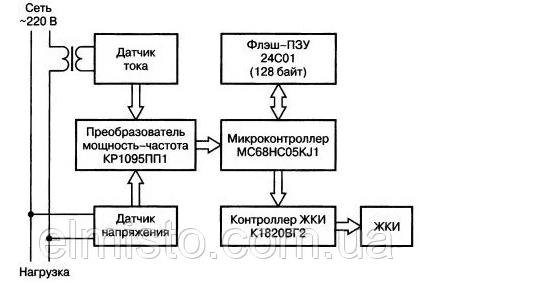 Сеть
~220 В
Датчик
тока
Флэш–ПЗУ
24С01
(128 байт)
Преобразователь
мощность–частота
КР1095ПП1
Микроконтроллер
MC68HC05KJ1
Датчик
напряжения
Контроллер ЖКИ
К1820ВГ2
ЖКИ
Нагрузка
elmisto.com.ua